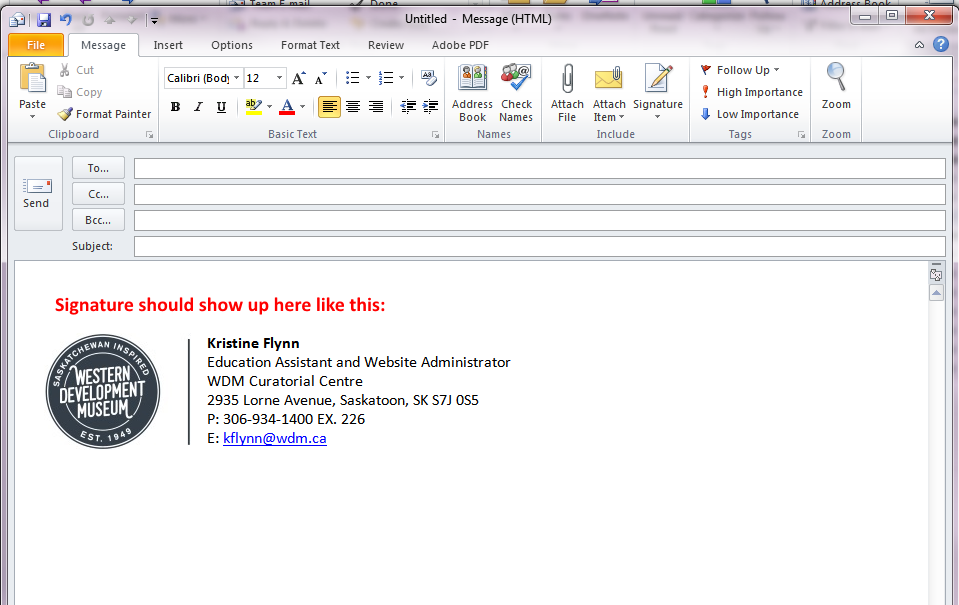 Untitled - Message (HTML)
File Message Insert Options Format Text Review Adobe PDF
Paste
Cut
Copy
Format Painter
Clipboard
Calibri (Body 12
B I U
Basic Text
Address Book
Check Names
Names
Attach File
Attach Item
Signature
Include
Follow Up
High Importance
Low Importance
Tags
Zoom
Zoom
Send
To...
Cc...
Bcc...
Subject:
Signature should show up here like this:
SASKATCHEWAN INSPIRED
WESTERN
DEVELOPMENT
MUSEUM
EST. 1949
Kristine Flynn
Education Assistant and Website Administrator
WDM Curatorial Centre
2935 Lorne Avenue, Saskatoon, SK S7J 0S5
P: 306-934-1400 EX. 226
E: kflynn@wdm.ca